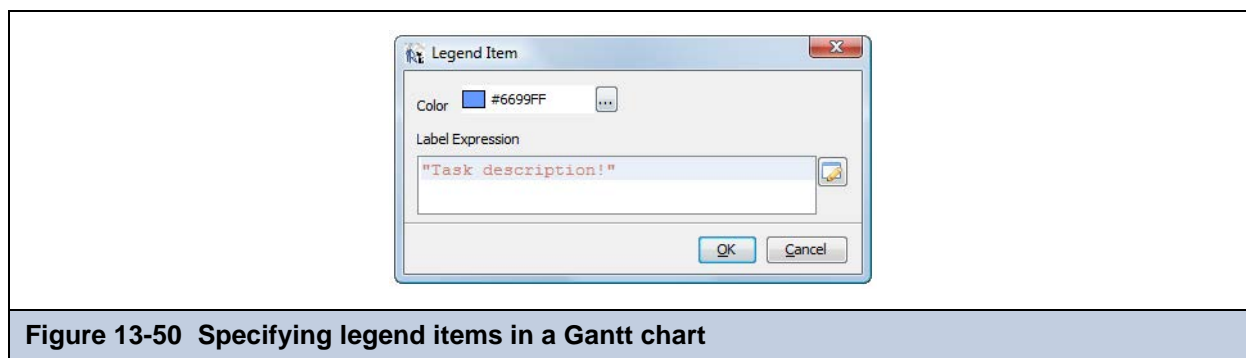 Legend Item
Color #6699FF ...
Label Expression
"Task description!"
OK Cancel
Figure 13-50 Specifying legend items in a Gantt chart